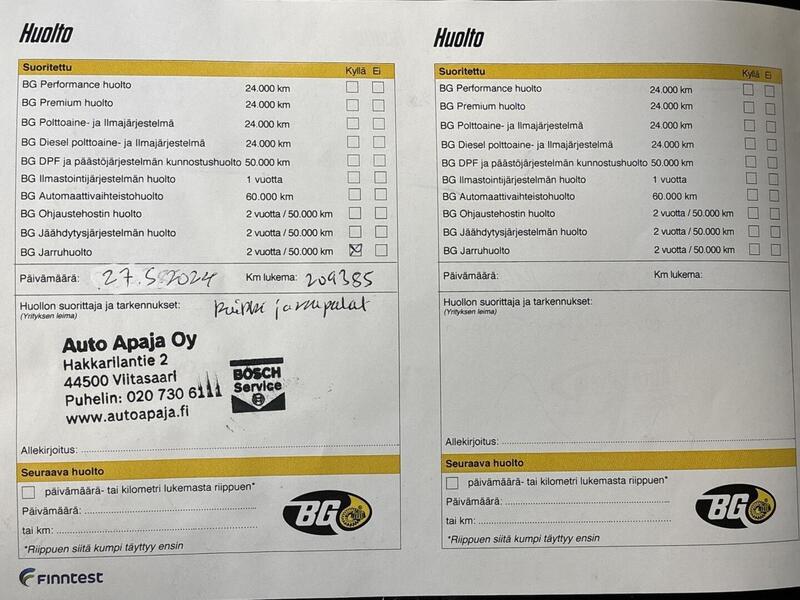 Huolto
Suoritettu Kyllä Ei
BG Performance huolto 24.000 km
BG Premium huolto 24.000 km
BG Polttoaine- ja Ilmajärjestelmä 24.000 km
BG Diesel polttoaine- ja Ilmajärjestelmä 24.000 km
BG DPF ja päästöjärjestelmän kunnostushuolto 50.000 km
BG Ilmastointijärjestelmän huolto 1 vuotta
BG Automaattivaihteistohuolto 60.000 km
BG Ohjaustehostin huolto 2 vuotta / 50.000 km
BG Jäähdytysjärjestelmän huolto 2 vuotta / 50.000 km
BG Jarruhuolto 2 vuotta / 50.000 km
Päivämäärä: 27.5.2024 Km lukema: 209385
Huollon suorittaja ja tarkennukset: jarrupalat
(Yrityksen leima)
Auto Apaja Oy
Hakkarilantie 2
44500 Viitasaari
Puhelin: 020 730 6111
www.autoapaja.fi
BOSCH
Service
Allekirjoitus:
Seuraava huolto
päivämäärä- tai kilometri lukemasta riippuen*
Päivämäärä:
tai km:
*Riippuen siitä kumpi täyttyy ensin
BG
FINNTEST
Huolto
Suoritettu Kyllä Ei
BG Performance huolto 24.000 km
BG Premium huolto 24.000 km
BG Polttoaine- ja Ilmajärjestelmä 24.000 km
BG Diesel polttoaine- ja Ilmajärjestelmä 24.000 km
BG DPF ja päästöjärjestelmän kunnostushuolto 50.000 km
BG Ilmastointijärjestelmän huolto 1 vuotta
BG Automaattivaihteistohuolto 60.000 km
BG Ohjaustehostin huolto 2 vuotta / 50.000 km
BG Jäähdytysjärjestelmän huolto 2 vuotta / 50.000 km
BG Jarruhuolto 2 vuotta / 50.000 km
Päivämäärä: Km lukema:
Huollon suorittaja ja tarkennukset:
(Yrityksen leima)
Allekirjoitus:
Seuraava huolto
päivämäärä- tai kilometri lukemasta riippuen*
Päivämäärä:
tai km:
*Riippuen siitä kumpi täyttyy ensin
BG